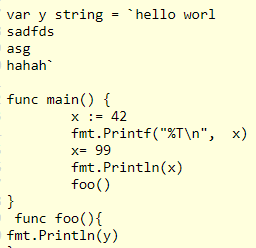 var y string = `hello worl
sadfds
asg
hahah`

func main() {
        x := 42
        fmt.Printf("%T\n",  x)
        x= 99
        fmt.Println(x)
        foo()
}
 func foo(){
fmt.Println(y)